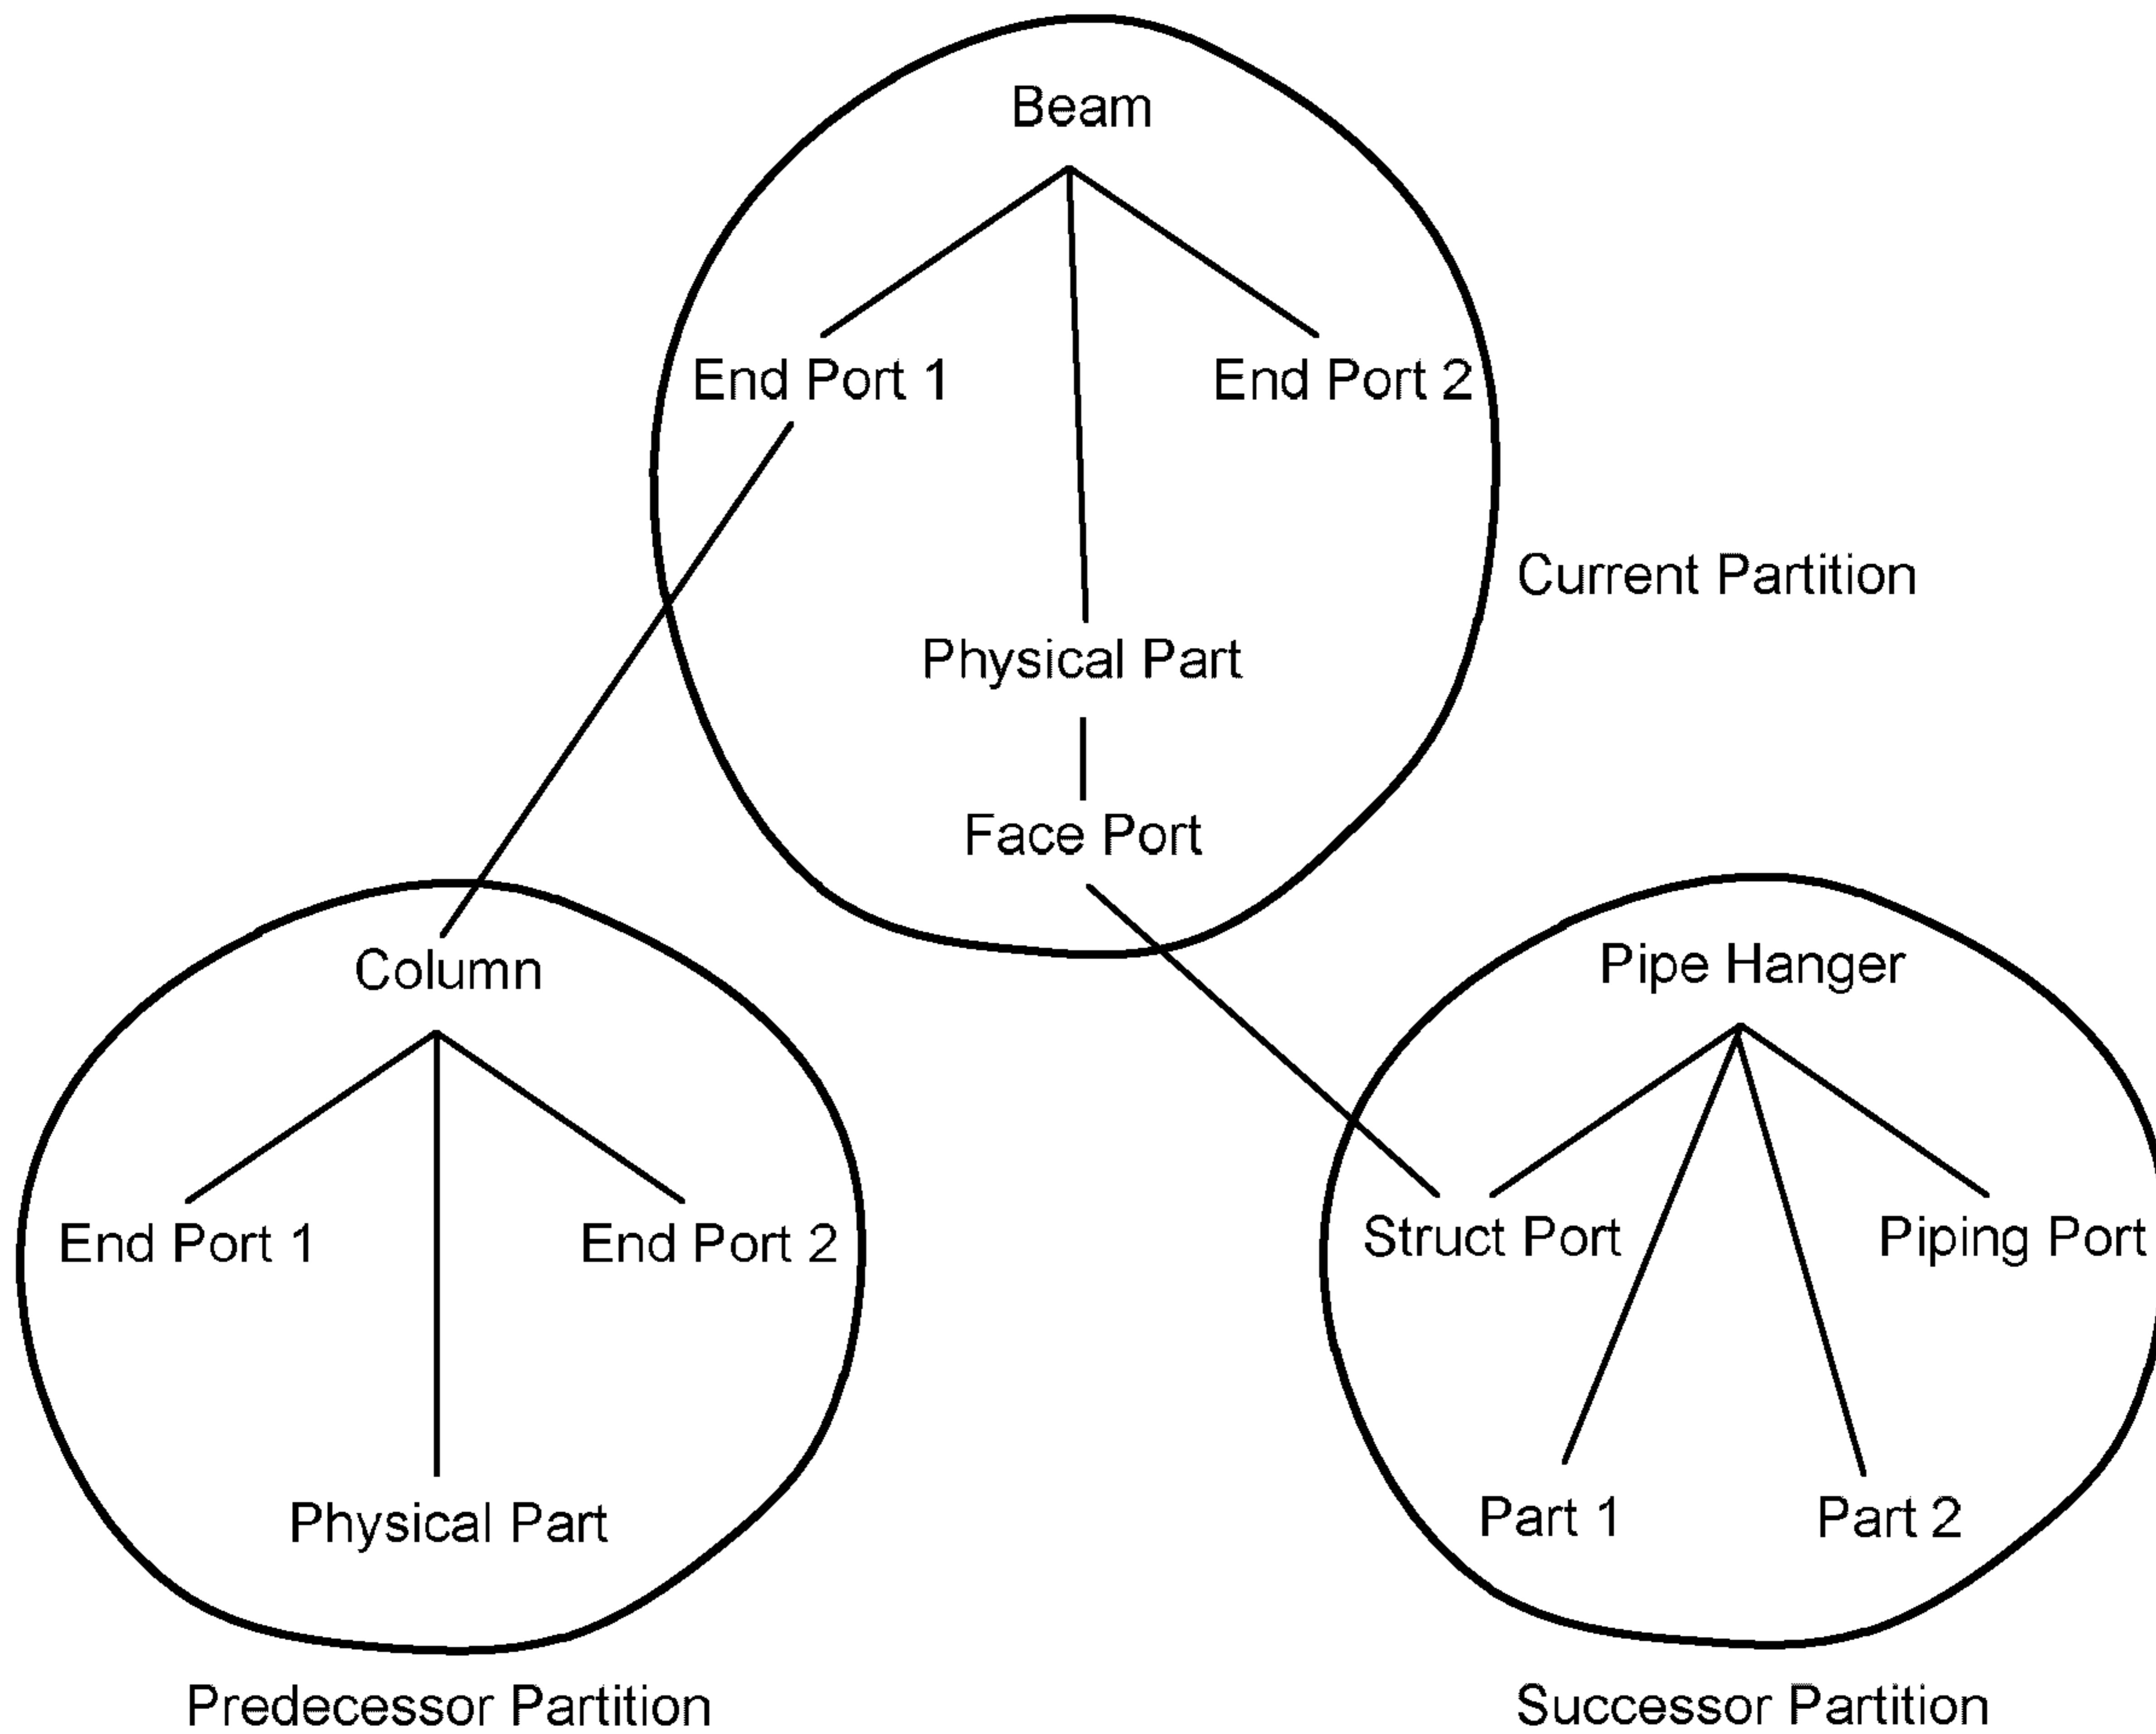 Beam
End Port 1
End Port 2
Current Partition
Physical Part
Face Port
Column
Pipe Hanger
End Port 1
End Port 2
Struct Port
Piping Port
Physical Part
Part 1
Part 2
Predecessor Partition
Successor Partition